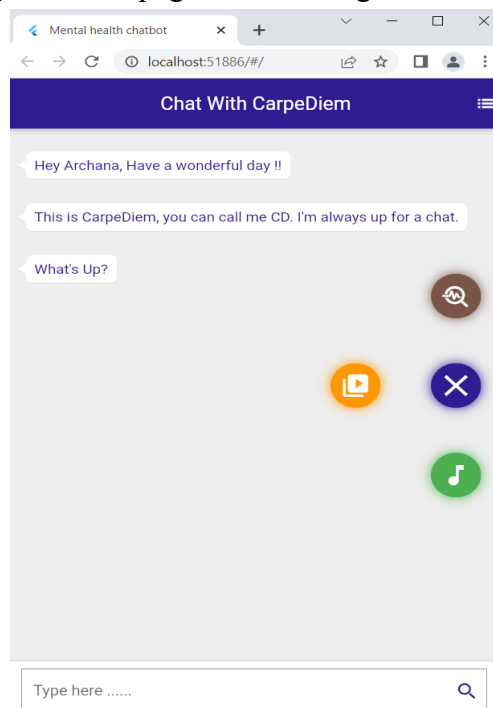 Mental health chatbot
localhost:51886/#/
Chat With CarpeDiem
Hey Archana, Have a wonderful day !!
This is CarpeDiem, you can call me CD. I'm always up for a chat.
What's Up?
Type here ......